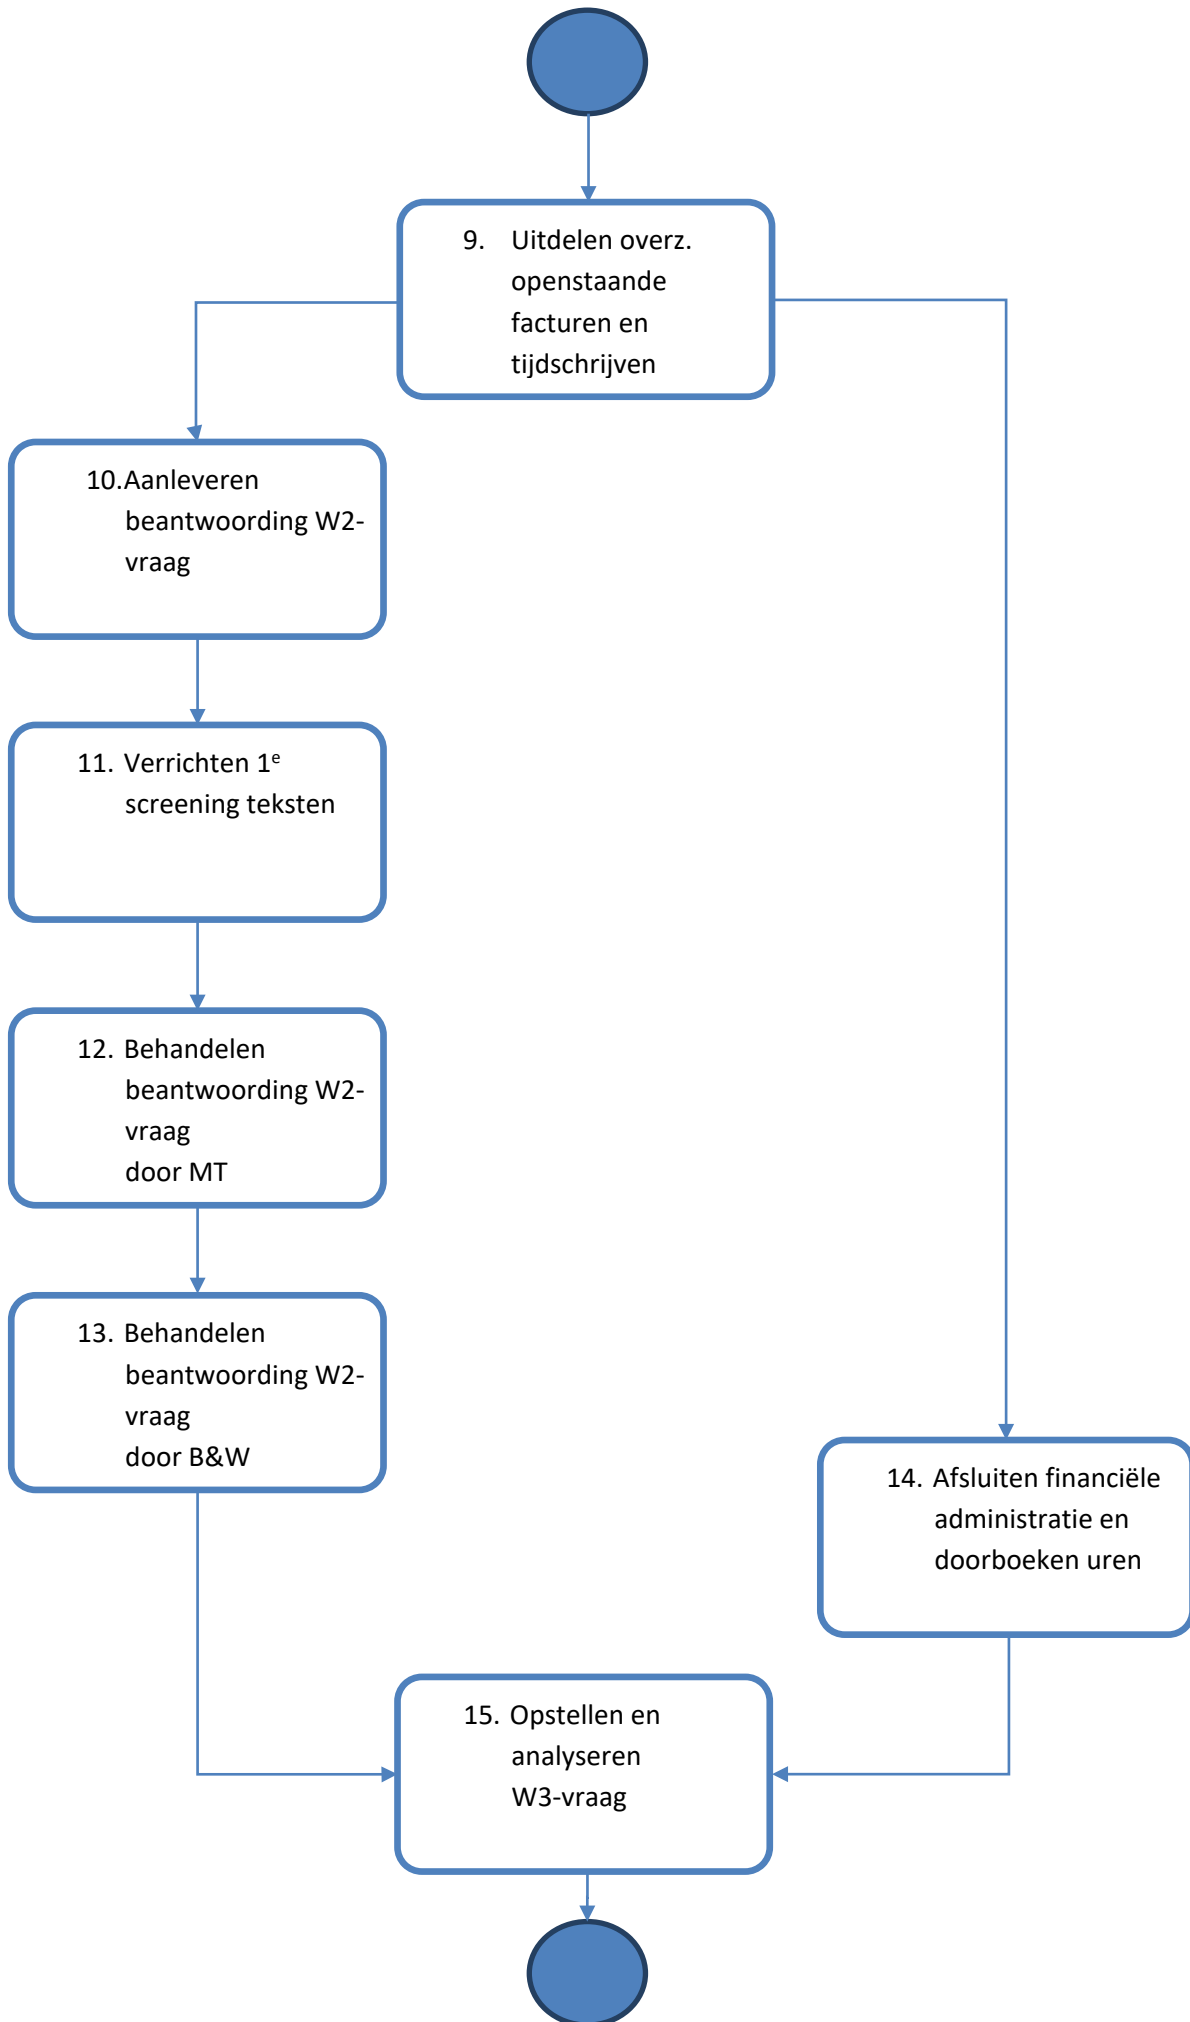 9. Uitdelen overz.
openstaande
facturen en
tijdschrijven
10.Aanleveren
beantwoording W2-
vraag
11. Verrichten 1e
screening teksten
12. Behandelen
beantwoording W2-
vraag
door MT
13. Behandelen
beantwoording W2-
vraag
door B&W
14. Afsluiten financiële
administratie en
doorboeken uren
15. Opstellen en
analyseren
W3-vraag